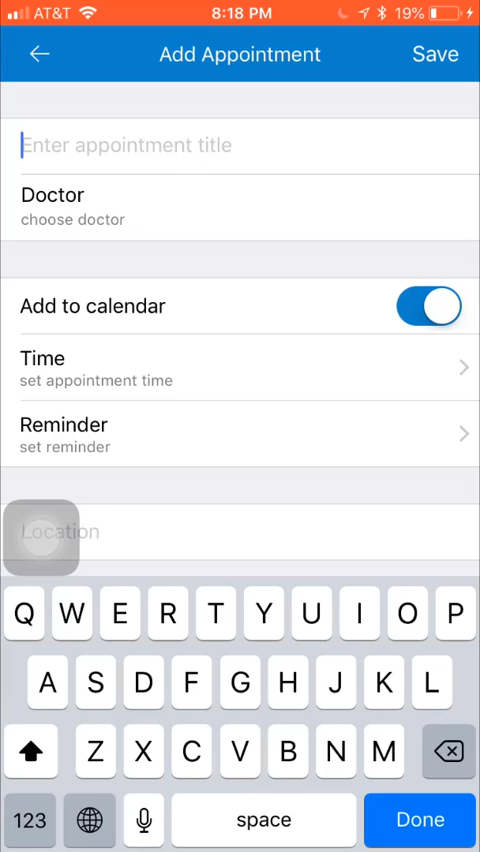 AT&T 8:18 PM 19%
Add Appointment Save
Enter appointment title
Doctor
choose doctor
Add to calendar
Time
set appointment time
Reminder
set reminder
Location
Q W E R T Y U I O P
A S D F G H J K L
Z X C V B N M
123 space Done